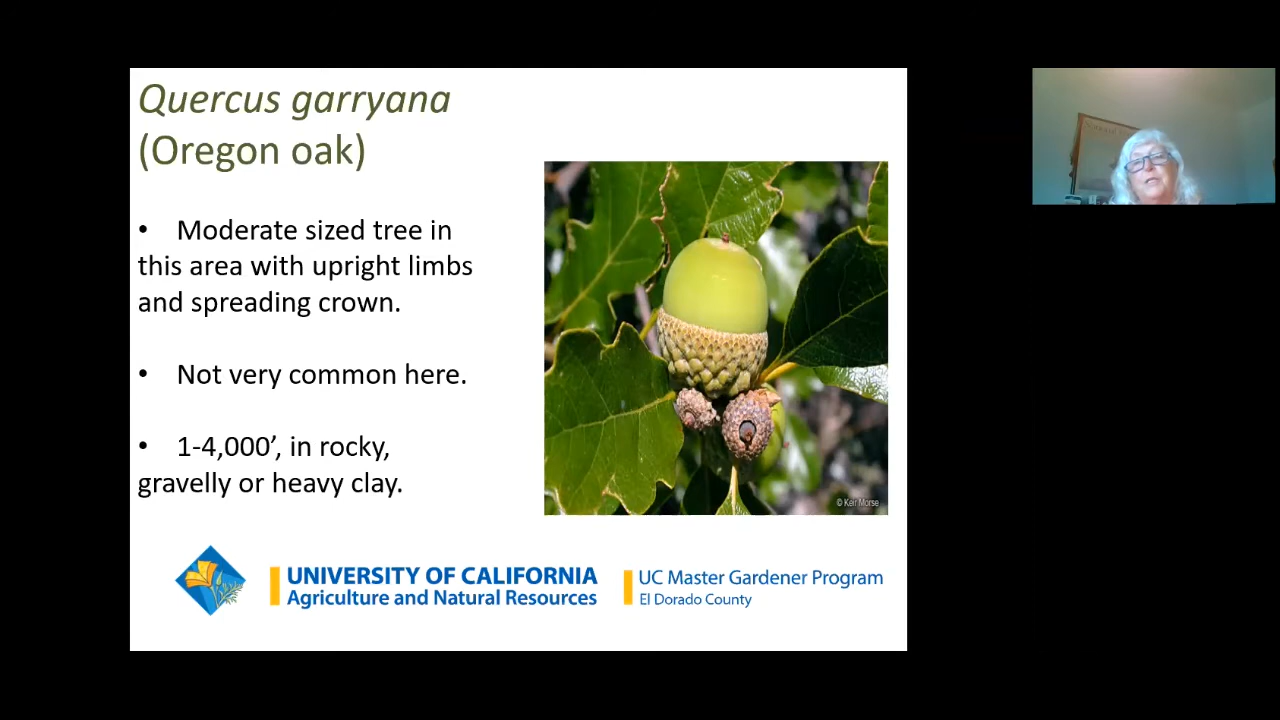 Quercus garryana
(Oregon oak)
• Moderate sized tree in
this area with upright limbs
and spreading crown.
• Not very common here.
• 1-4,000’, in rocky,
gravelly or heavy clay.
© Keir Morse
UNIVERSITY OF CALIFORNIA
Agriculture and Natural Resources
UC Master Gardener Program
El Dorado County